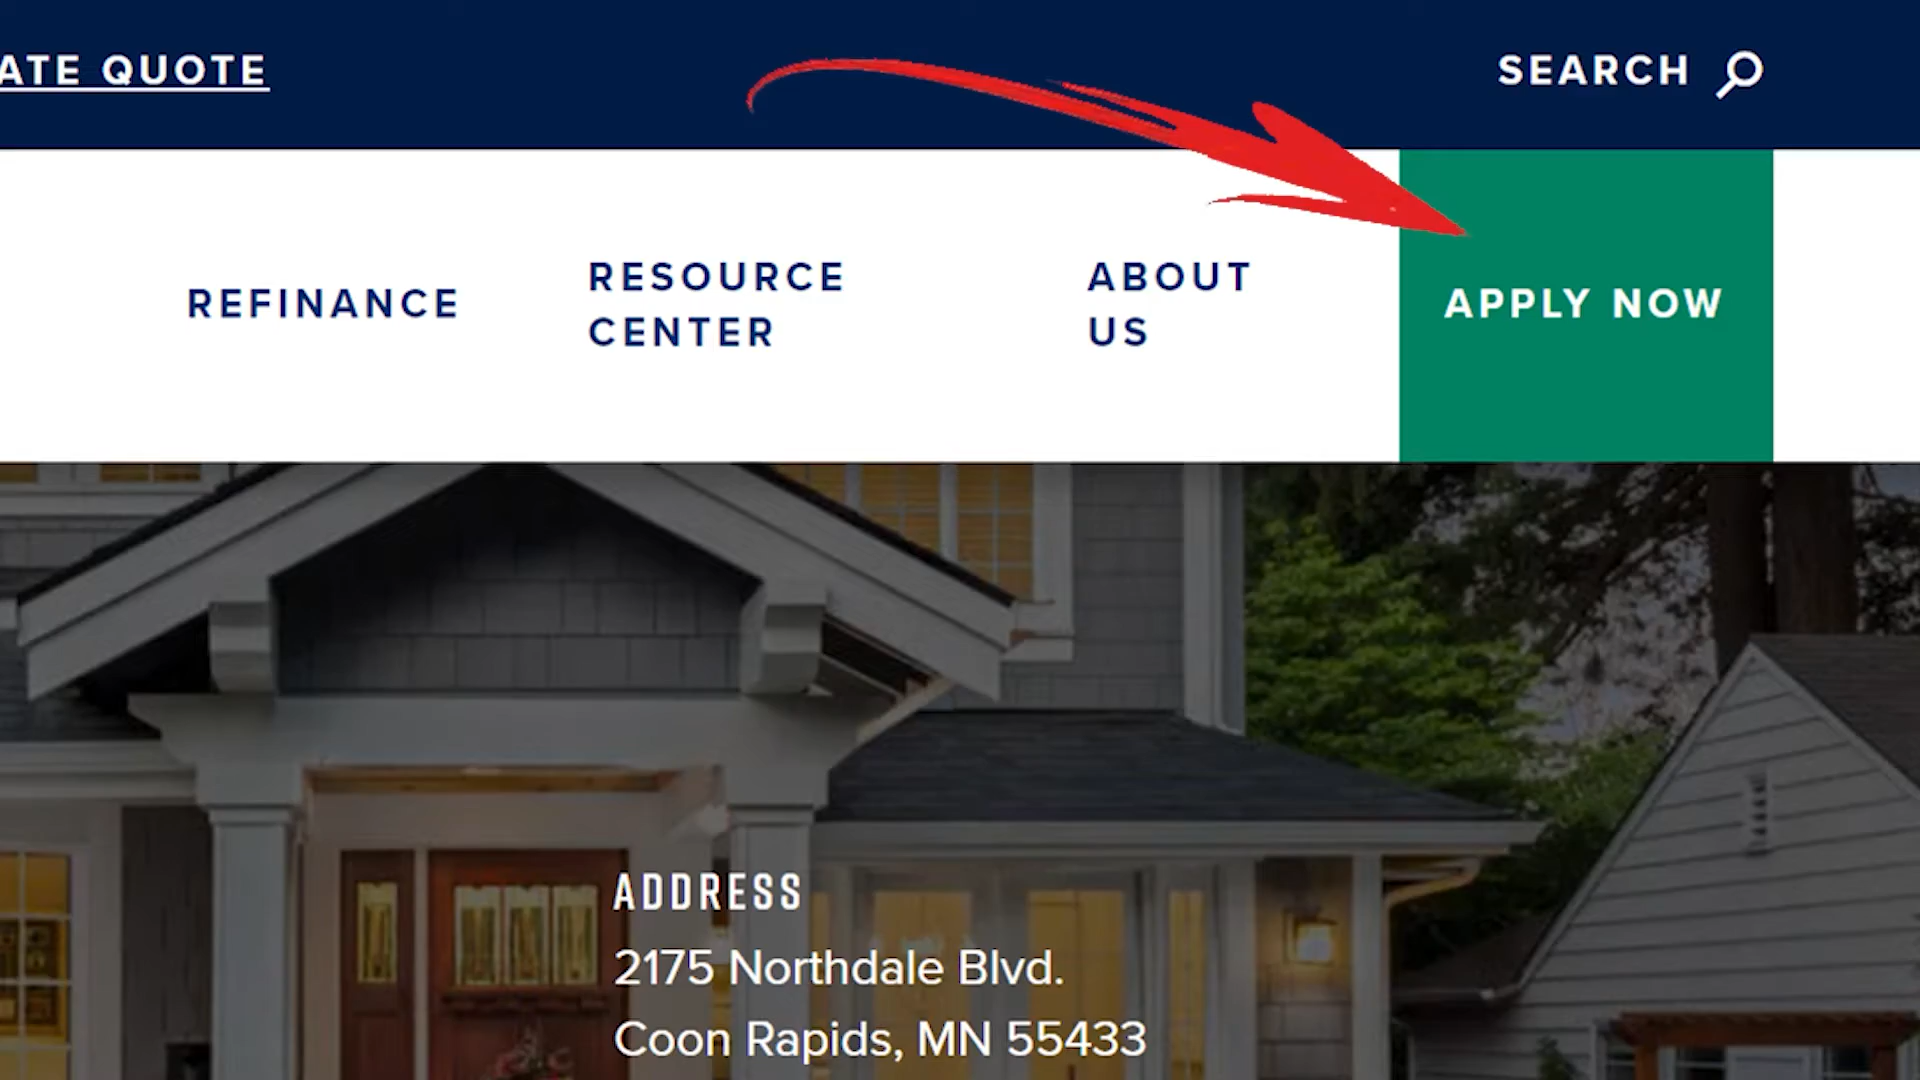 ATE QUOTE
SEARCH
REFINANCE
RESOURCE
CENTER
ABOUT
US
APPLY NOW
ADDRESS
2175 Northdale Blvd.
Coon Rapids, MN 55433